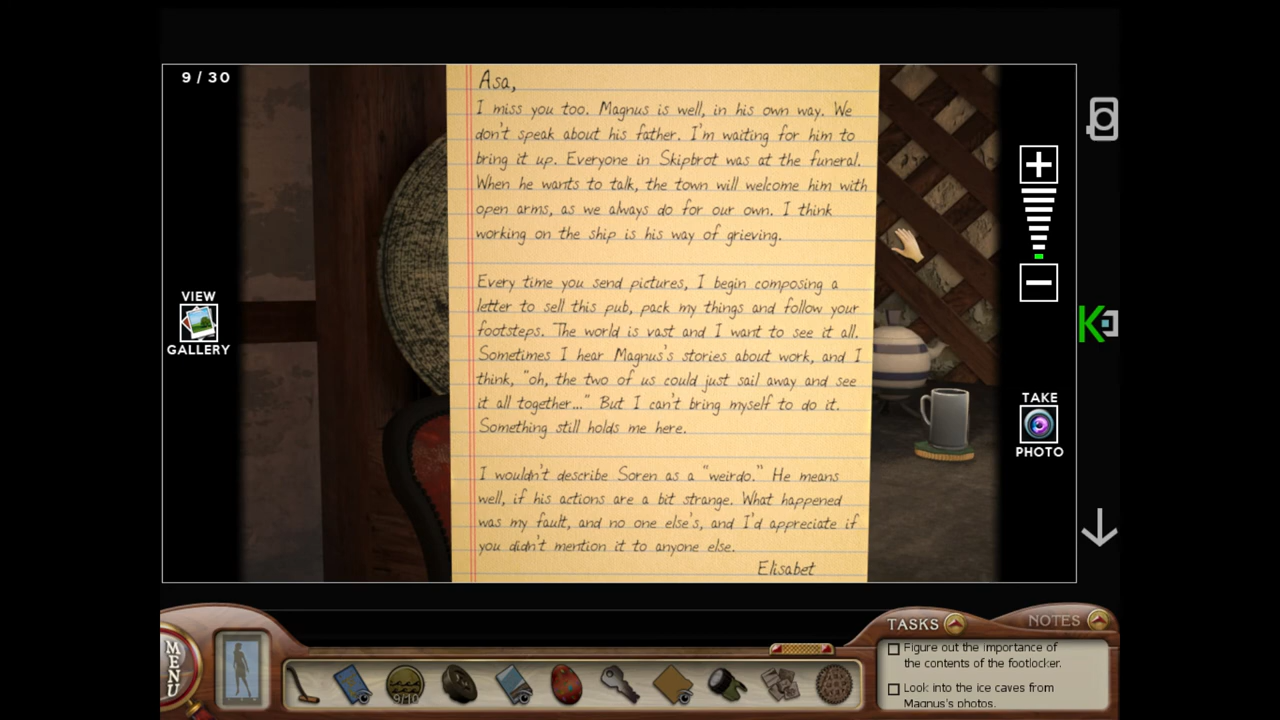 9 / 30
Asa,
I miss you too. Magnus is well, in his own way. We
don't speak about his father. I'm waiting for him to
bring it up. Everyone in Skipbrot was at the funeral.
When he wants to talk, the town will welcome him with
open arms, as we always do for our own. I think
working on the ship is his way of grieving.
Every time you send pictures, I begin composing a
letter to sell this pub, pack my things and follow your
footsteps. The world is vast and I want to see it all.
Sometimes I hear Magnus's stories about work, and I
think, "oh, the two of us could just sail away and see
it all together..." But I can't bring myself to do it.
Something still holds me here.
I wouldn't describe Soren as a "weirdo." He means
well, if his actions are a bit strange. What happened
was my fault, and no one else's, and I'd appreciate if
you didn't mention it to anyone else.
Elisabet
VIEW
GALLERY
TAKE
PHOTO
K
MENU
9/10
TASKS
NOTES
Figure out the importance of
the contents of the footlocker.
Look into the ice caves from
Magnus's photos.